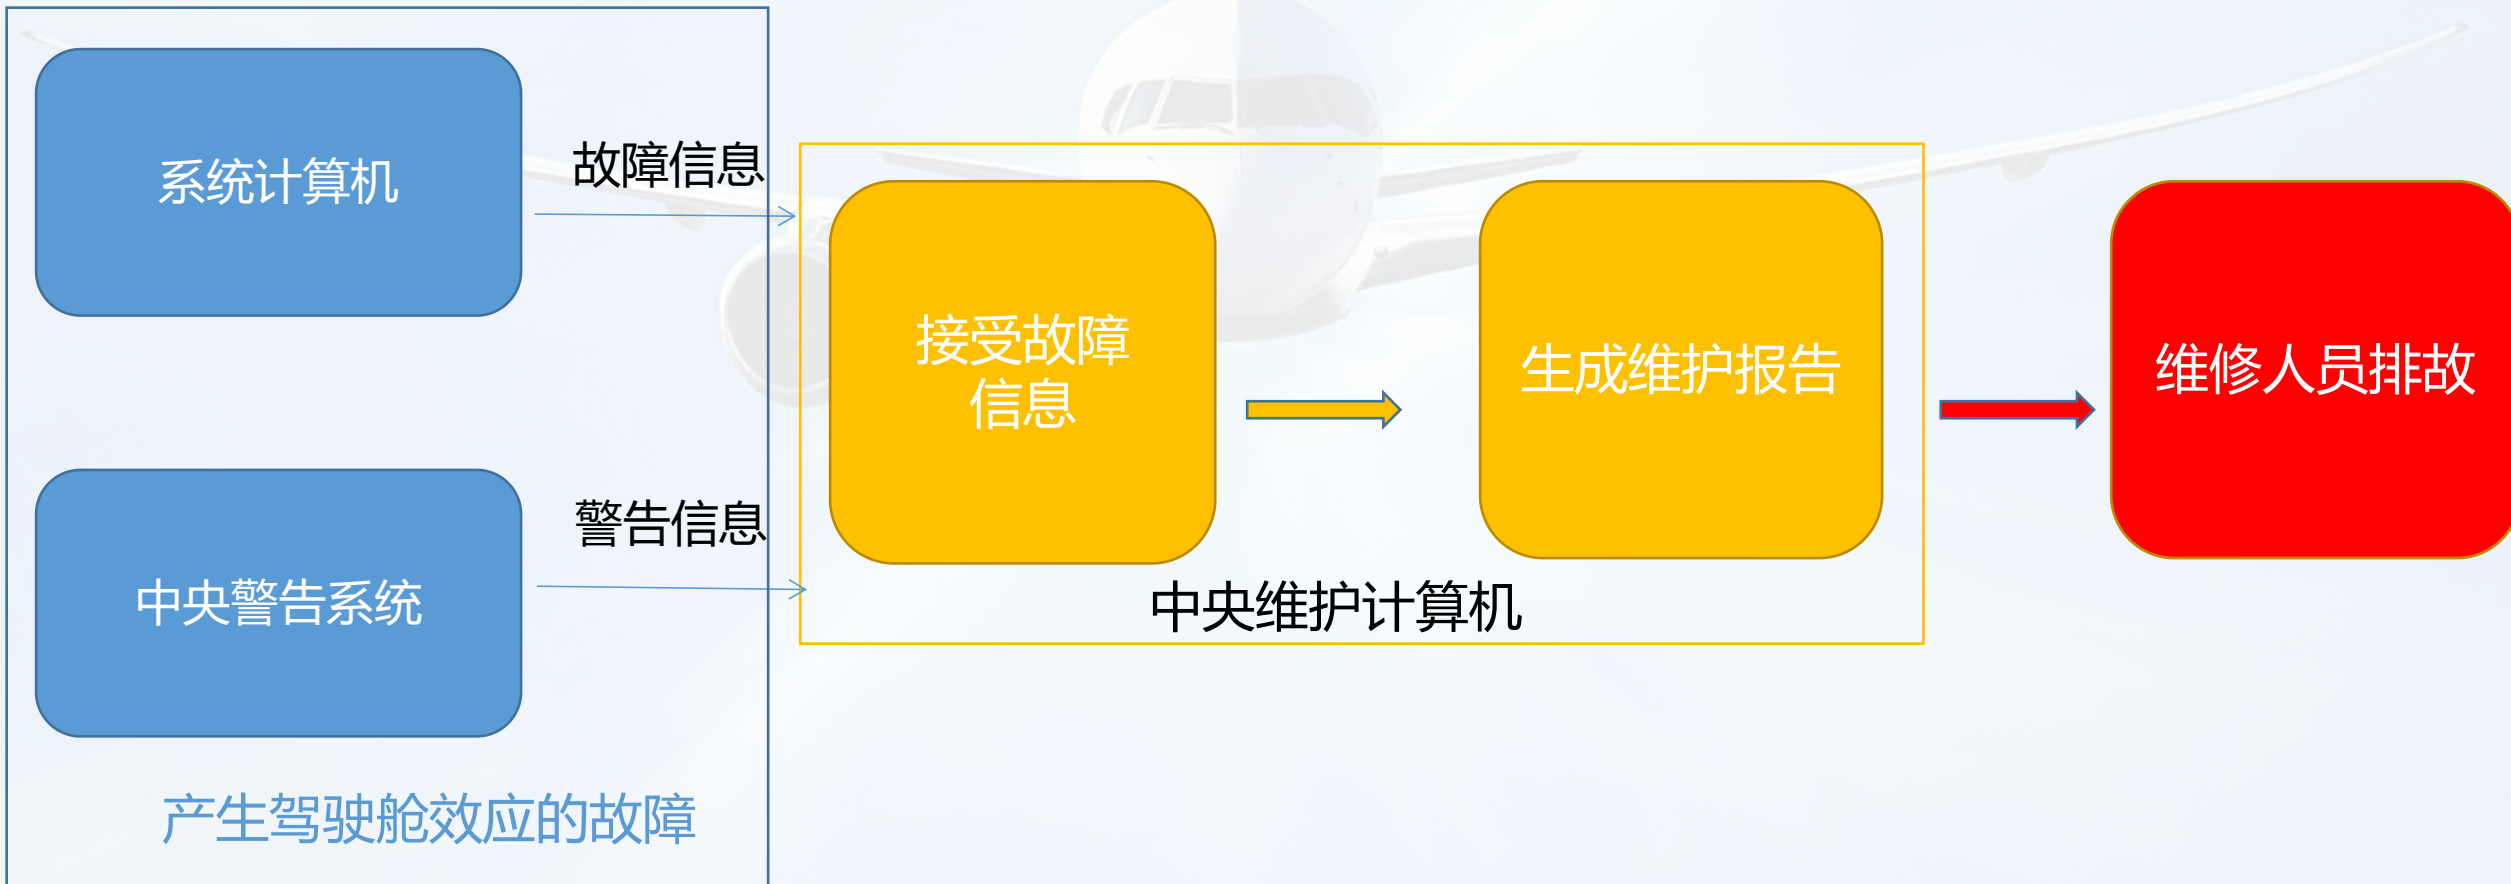 系统计算机
故障信息
中央警告系统
警告信息
产生驾驶舱效应的故障
接受故障
信息
生成维护报告
中央维护计算机
维修人员排故